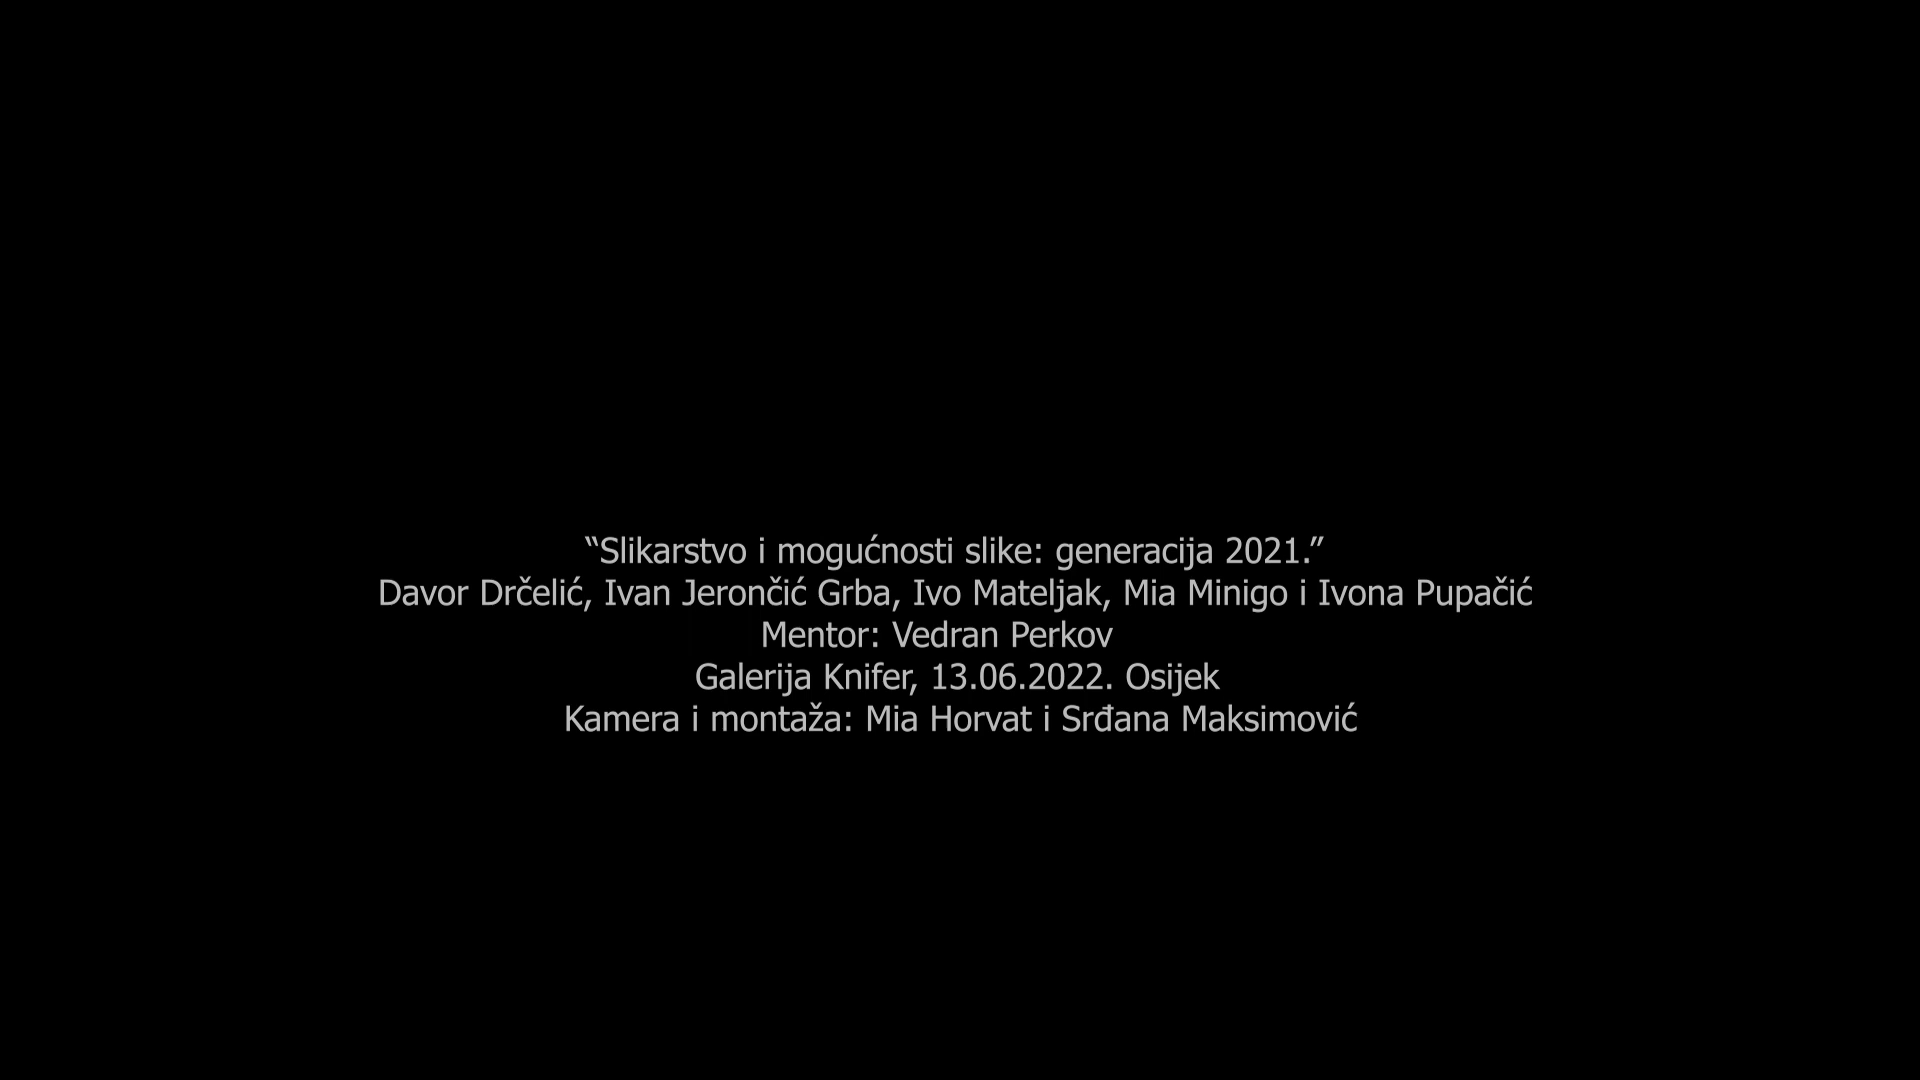 “Slikarstvo i mogućnosti slike: generacija 2021.”
Davor Drčelić, Ivan Jerončić Grba, Ivo Mateljak, Mia Minigo i Ivona Pupačić
Mentor: Vedran Perkov
Galerija Knifer, 13.06.2022. Osijek
Kamera i montaža: Mia Horvat i Srđana Maksimović